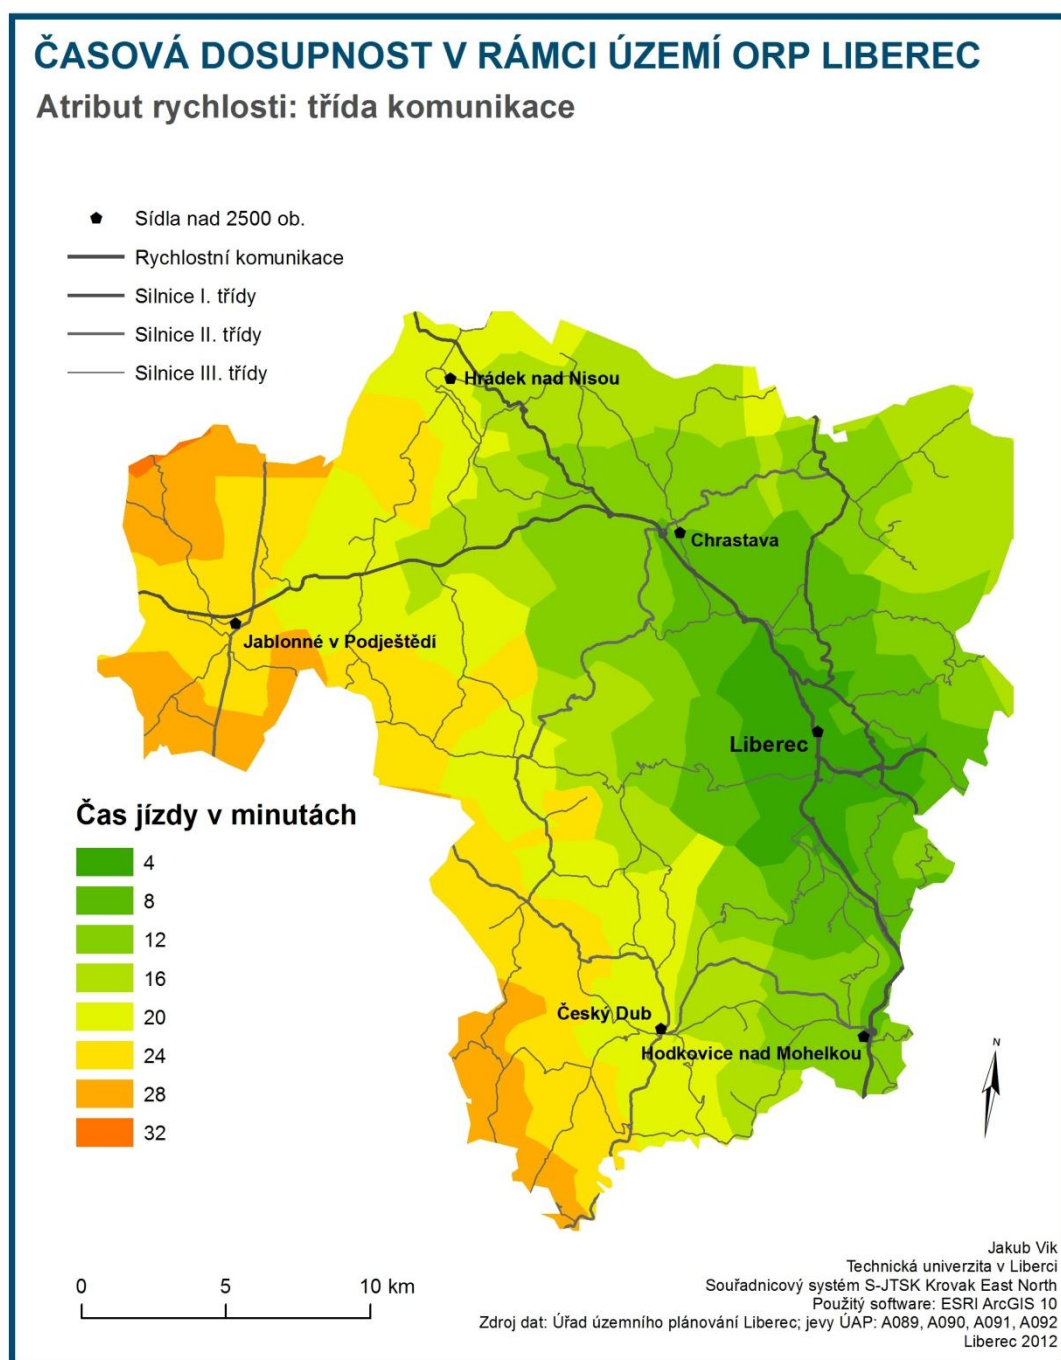 ČASOVÁ DOSUPNOST V RÁMCI ÚZEMÍ ORP LIBEREC
Atribut rychlosti: třída komunikace
Sídla nad 2500 ob.
Rychlostní komunikace
Silnice I. třídy
Silnice II. třídy
Silnice III. třídy
Hrádek nad Nisou
Chrastava
Jablonné v Podještědí
Liberec
Čas jízdy v minutách
4
8
12
16
20
24
28
32
Český Dub
Hodkovice nad Mohelkou
N
0 5 10 km
Jakub Vik
Technická univerzita v Liberci
Souřadnicový systém S-JTSK Krovak East North
Použitý software: ESRI ArcGIS 10
Zdroj dat: Úřad územního plánování Liberec; jevy ÚAP: A089, A090, A091, A092
Liberec 2012